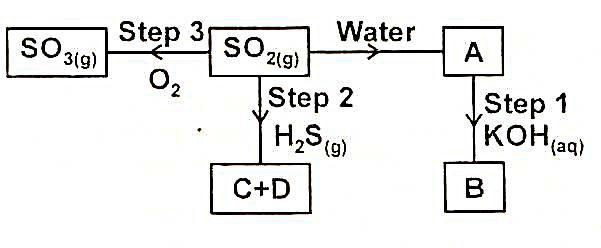 SO3(g) Step 3 SO2(g) Water A
O2
Step 2
H2S(g)
Step 1
KOH(aq)
C+D
B